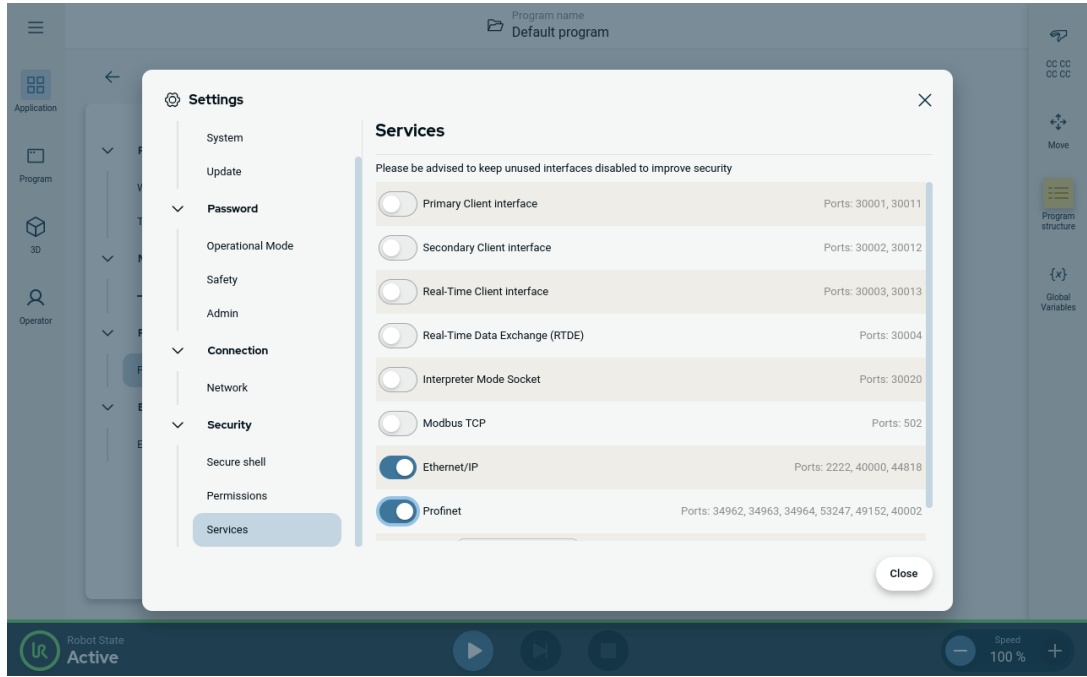 Program name
Default program
Application
Program
3D
Operator
Settings
System
Update
Password
Operational Mode
Safety
Admin
Connection
Network
Security
Secure shell
Permissions
Services
Services
Please be advised to keep unused interfaces disabled to improve security
Primary Client interface Ports: 30001, 30011
Secondary Client interface Ports: 30002, 30012
Real-Time Client interface Ports: 30003, 30013
Real-Time Data Exchange (RTDE) Ports: 30004
Interpreter Mode Socket Ports: 30020
Modbus TCP Ports: 502
Ethernet/IP Ports: 2222, 40000, 44818
Profinet Ports: 34962, 34963, 34964, 53247, 49152, 40002
Close
CC CC
CC CC
Move
Program
structure
{x}
Global
Variables
UR
Robot State
Active
Speed
100 %